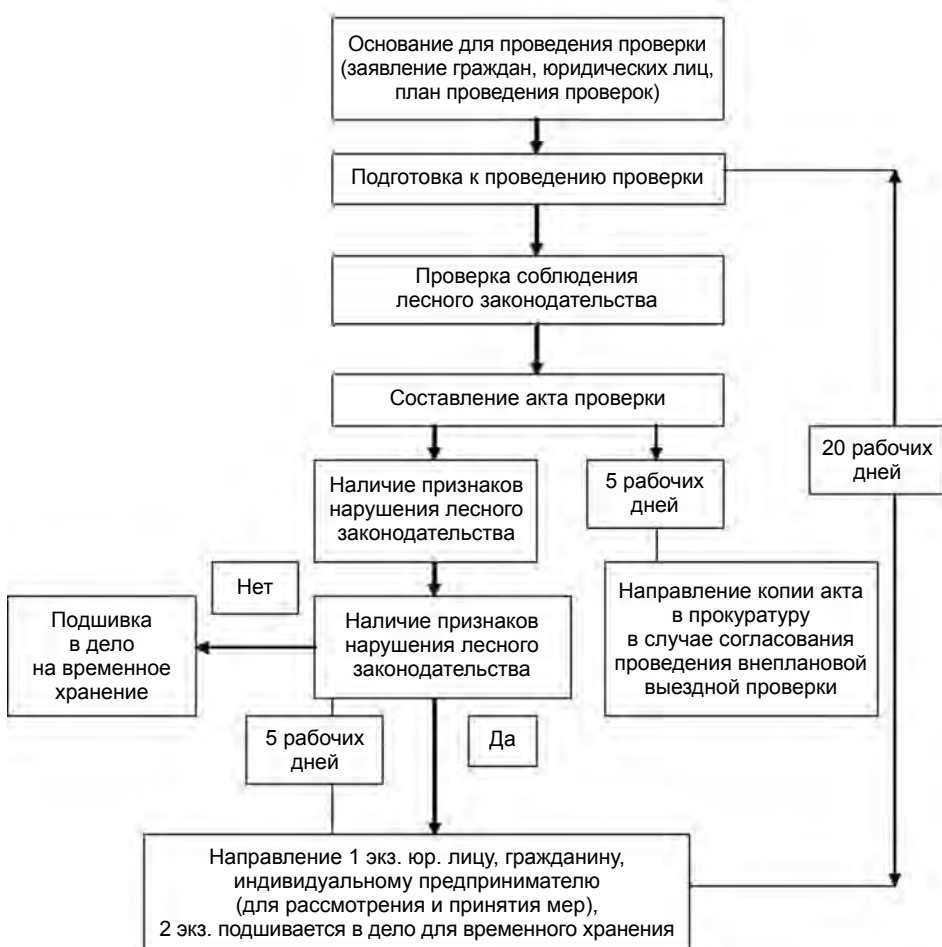 Основание для проведения проверки
(заявление граждан, юридических лиц,
план проведения проверок)
Подготовка к проведению проверки
Проверка соблюдения
лесного законодательства
Составление акта проверки
20 рабочих
дней
Наличие признаков
нарушения лесного
законодательства
5 рабочих
дней
Нет
Подшивка
в дело
на временное
хранение
Наличие признаков
нарушения лесного
законодательства
Направление копии акта
в прокуратуру
в случае согласования
проведения внеплановой
выездной проверки
5 рабочих
дней
Да
Направление 1 экз. юр. лицу, гражданину,
индивидуальному предпринимателю
(для рассмотрения и принятия мер),
2 экз. подшивается в дело для временного хранения